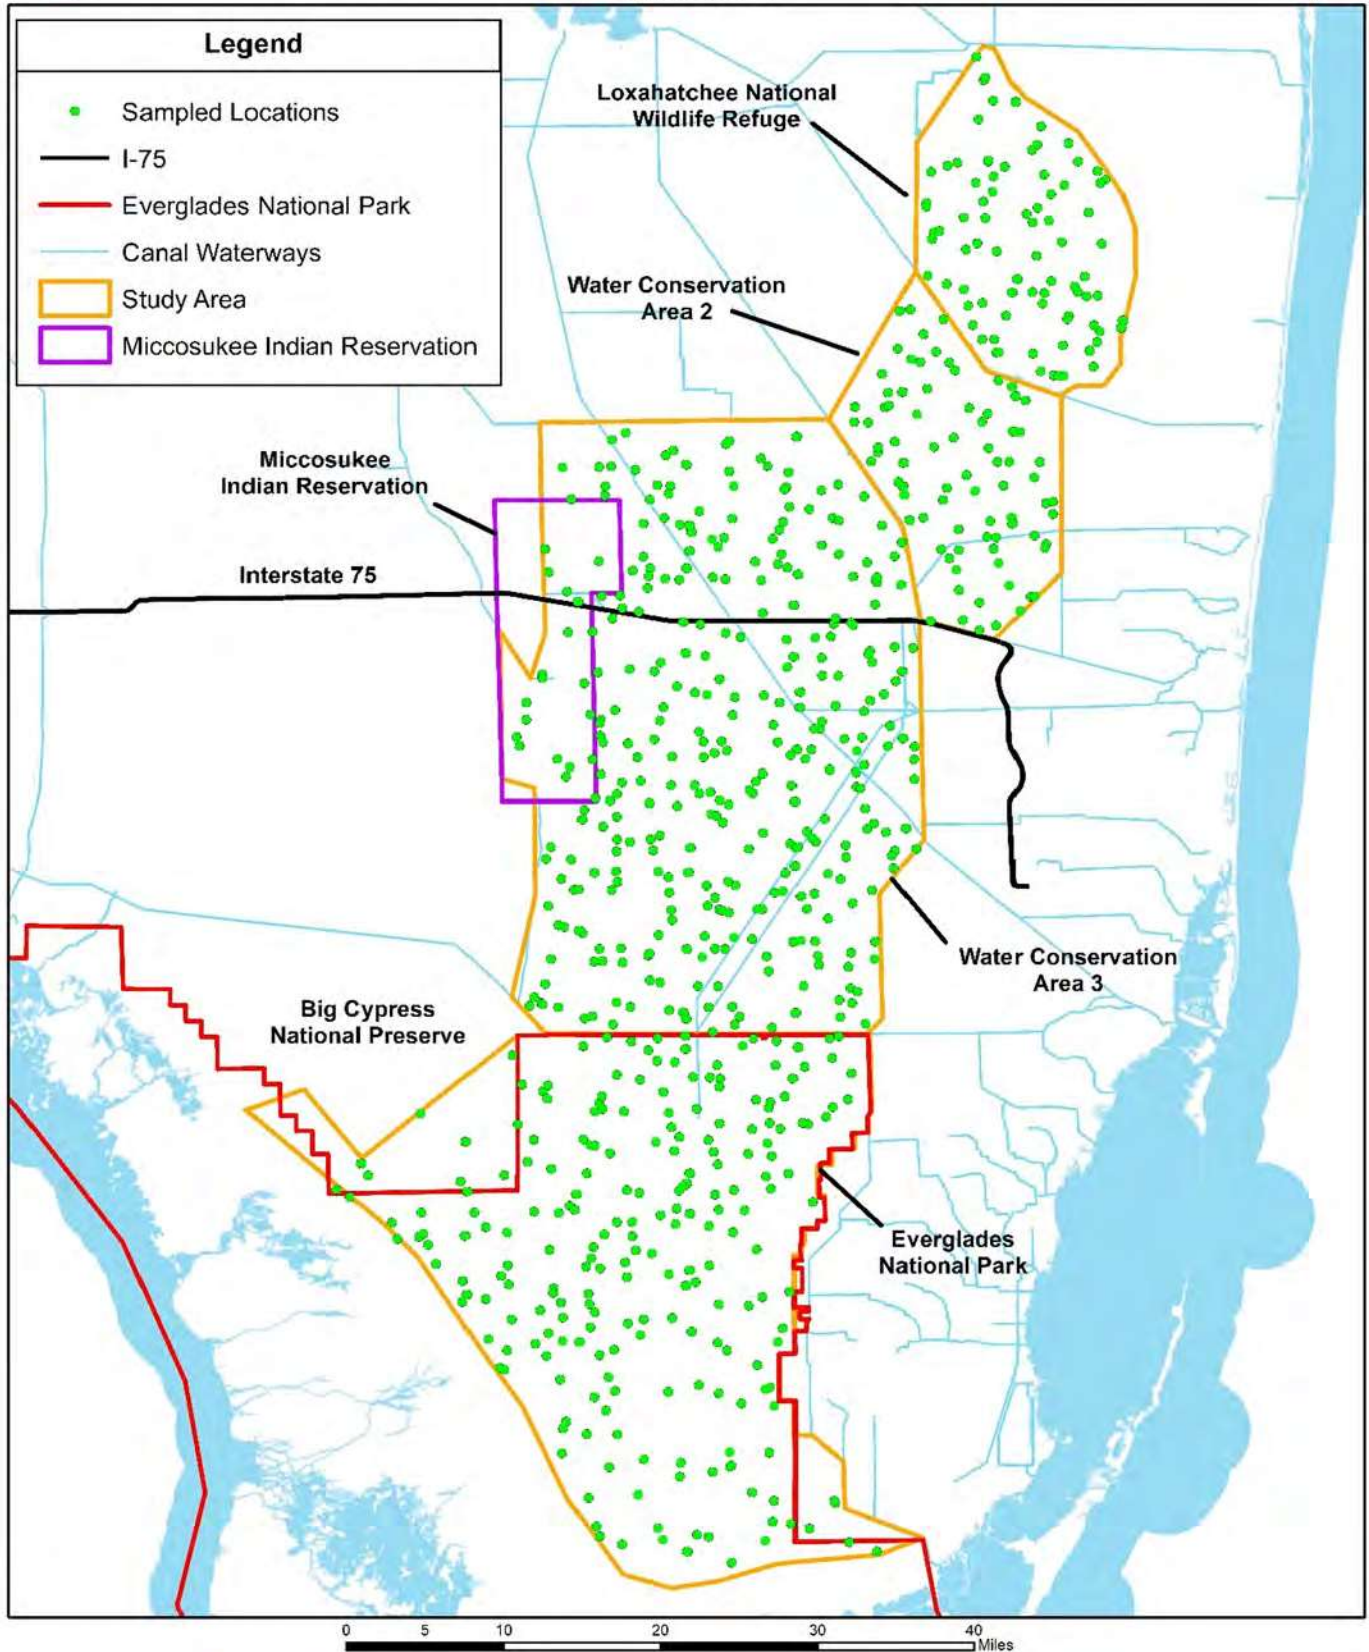 Legend
Sampled Locations
I-75
Everglades National Park
Canal Waterways
Study Area
Miccosukee Indian Reservation
Loxahatchee National
Wildlife Refuge
Water Conservation
Area 2
Miccosukee
Indian Reservation
Interstate 75
Water Conservation
Area 3
Big Cypress
National Preserve
Everglades
National Park
0 5 10 20 30 40
Miles